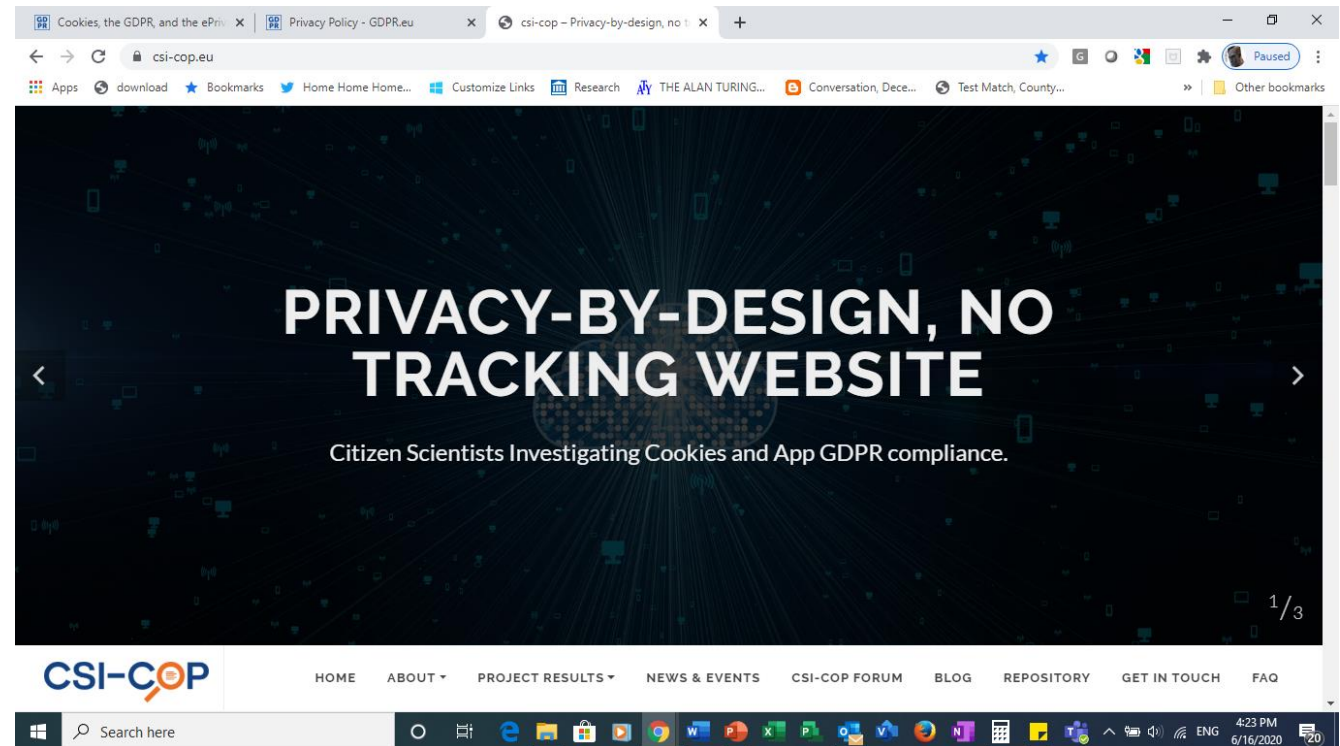 Cookies, the GDPR, and the ePriv
Privacy Policy - GDPR.eu
csi-cop – Privacy-by-design, no t
csi-cop.eu
Paused
Apps
download
Bookmarks
Home Home Home...
Customize Links
Research
THE ALAN TURING...
Conversation, Dece...
Test Match, County...
Other bookmarks
PRIVACY-BY-DESIGN, NO
TRACKING WEBSITE
Citizen Scientists Investigating Cookies and App GDPR compliance.
1/3
CSI-COP
HOME
ABOUT
PROJECT RESULTS
NEWS & EVENTS
CSI-COP FORUM
BLOG
REPOSITORY
GET IN TOUCH
FAQ
Search here
ENG
4:23 PM
6/16/2020
20